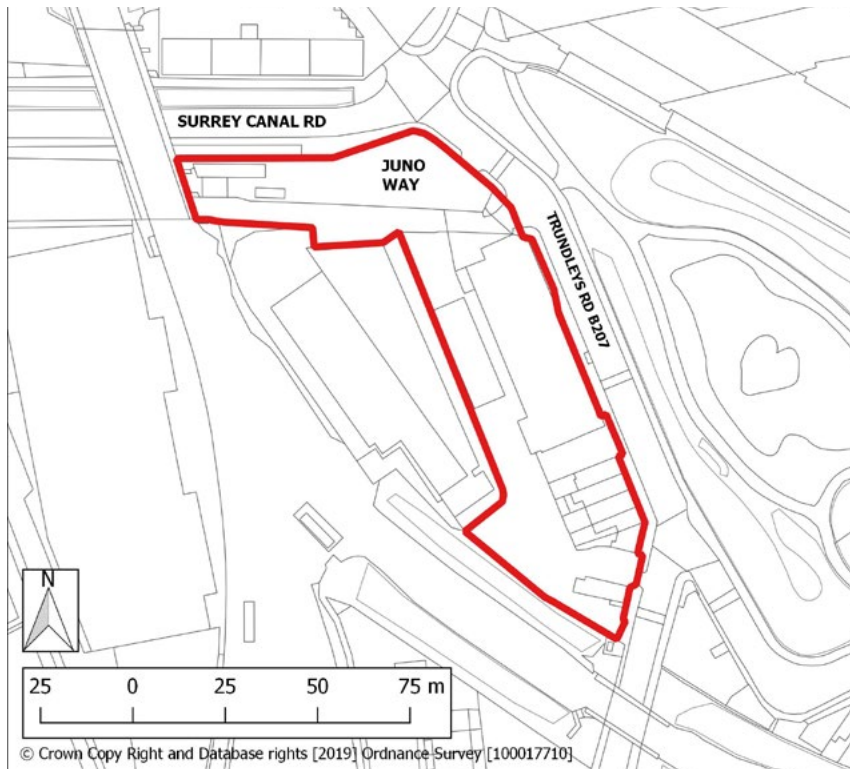 SURREY CANAL RD
JUNO
WAY
TRUNDLEYS RD B207
N
25 0 25 50 75 m
© Crown Copy Right and Database rights [2019] Ordnance Survey [100017710]